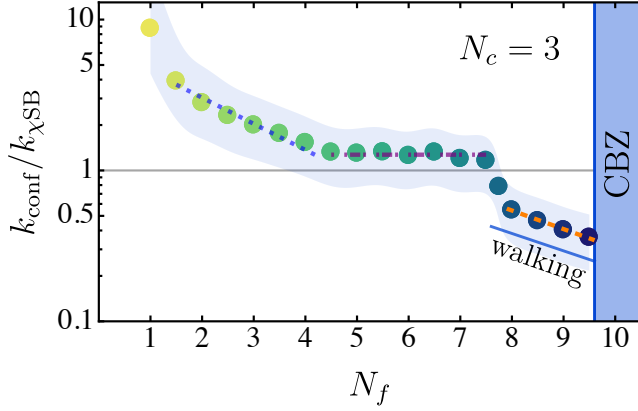 10
5
1
0.5
0.1
k_conf/k_χSB
N_c = 3
CBZ
walking
1 2 3 4 5 6 7 8 9 10
N_f